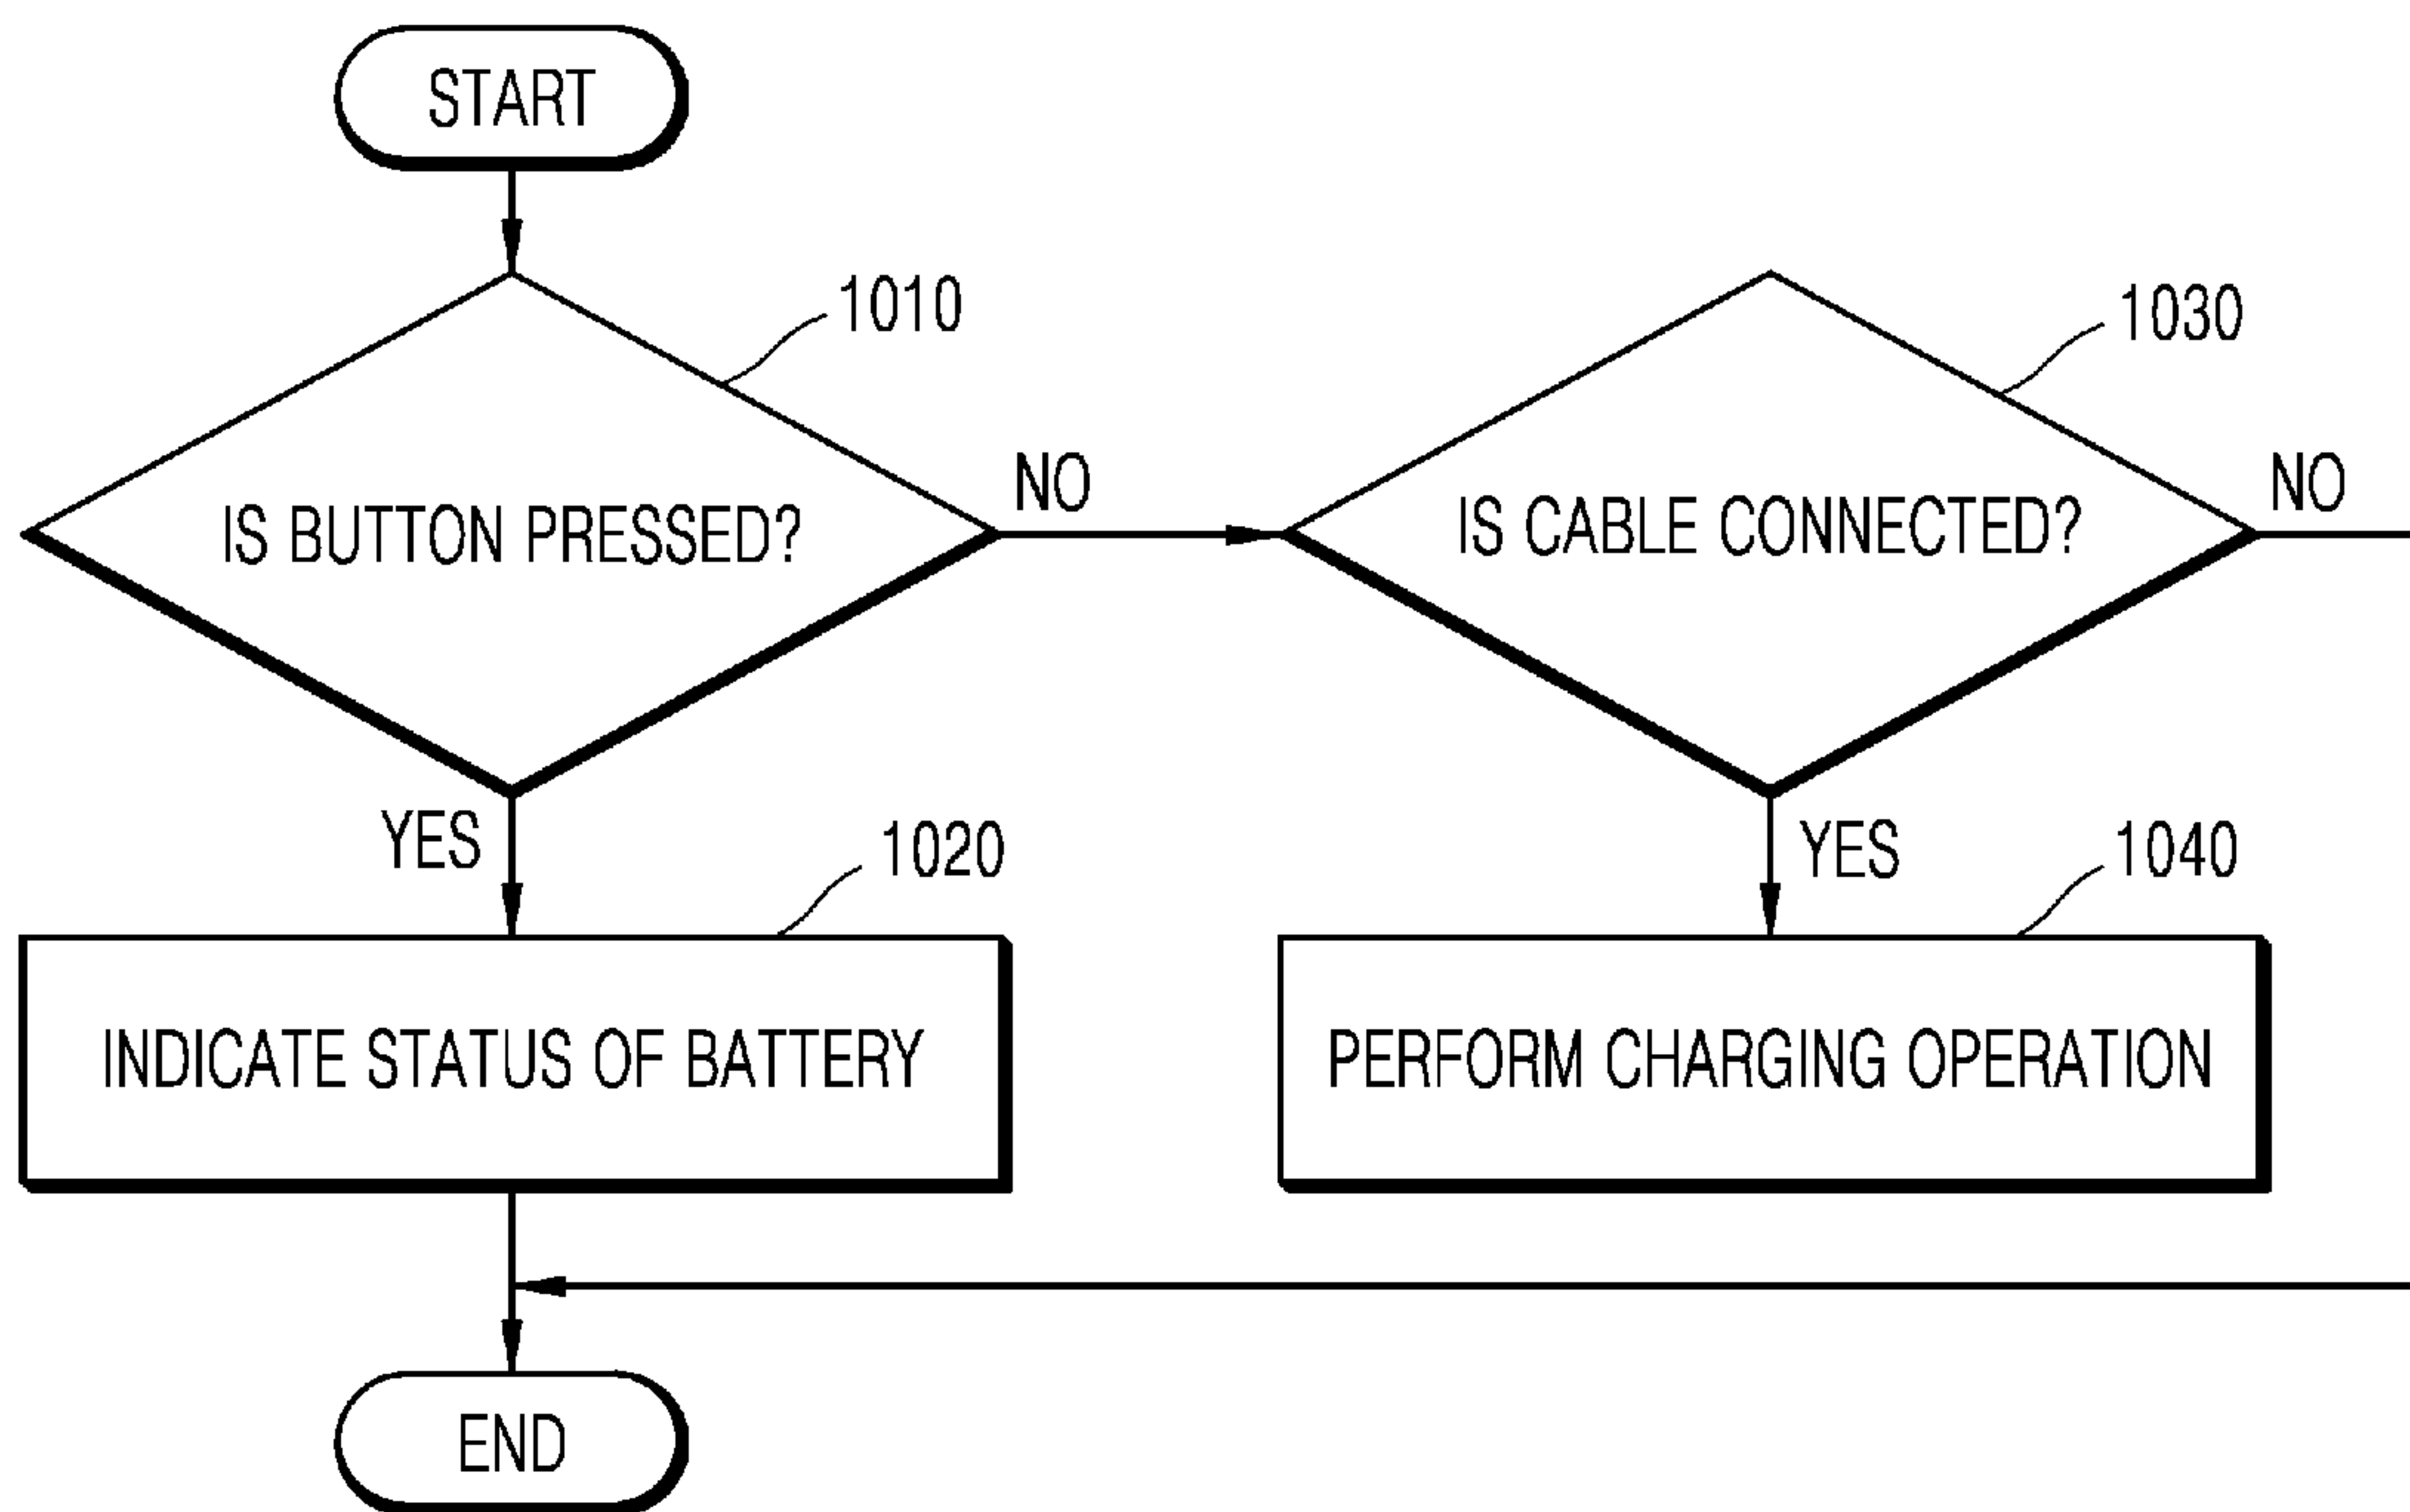 START
1010
IS BUTTON PRESSED?
NO
1030
IS CABLE CONNECTED?
NO
YES
1020
INDICATE STATUS OF BATTERY
YES
1040
PERFORM CHARGING OPERATION
END